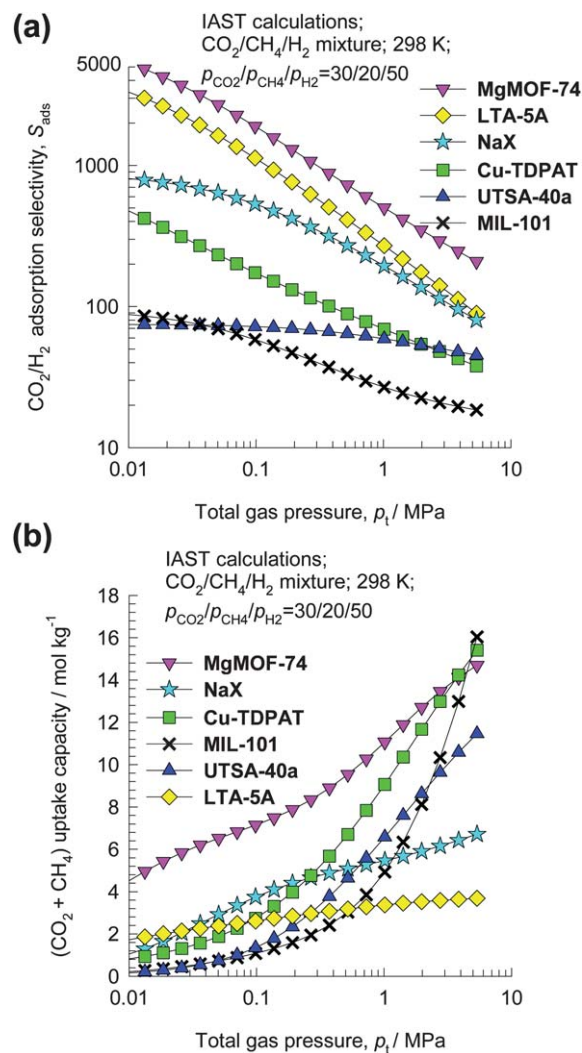 (a)
IAST calculations;
CO₂/CH₄/H₂ mixture; 298 K;
pCO2/pCH4/pH2=30/20/50
MgMOF-74
LTA-5A
NaX
Cu-TDPAT
UTSA-40a
MIL-101
CO₂/H₂ adsorption selectivity, Sads
5000
1000
100
10
0.01
0.1
1
10
Total gas pressure, pt / MPa
(b)
IAST calculations;
CO₂/CH₄/H₂ mixture; 298 K;
pCO2/pCH4/pH2=30/20/50
MgMOF-74
NaX
Cu-TDPAT
MIL-101
UTSA-40a
LTA-5A
(CO₂ + CH₄) uptake capacity / mol kg⁻¹
18
16
14
12
10
8
6
4
2
0
0.01
0.1
1
10
Total gas pressure, pt / MPa